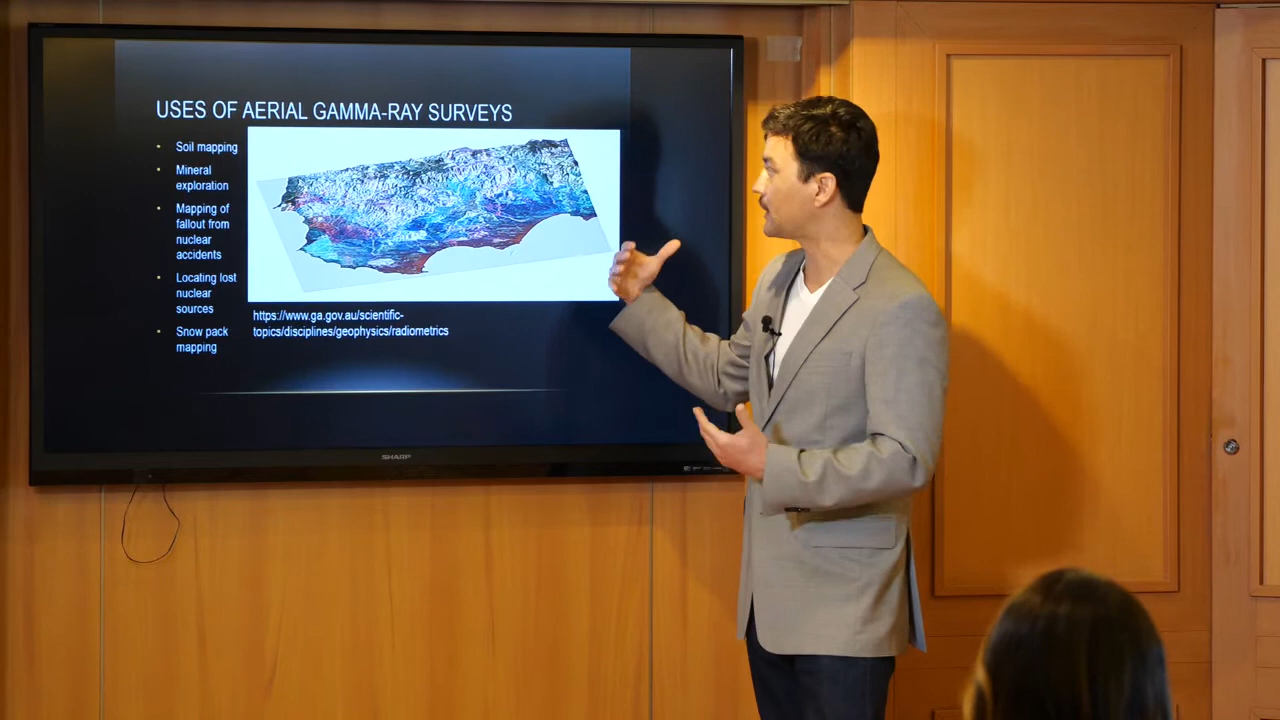 USES OF AERIAL GAMMA-RAY SURVEYS
• Soil mapping
• Mineral
exploration
• Mapping of
fallout from
nuclear
accidents
• Locating lost
nuclear
sources
• Snow pack
mapping
https://www.ga.gov.au/scientific-
topics/disciplines/geophysics/radiometrics
SHARP